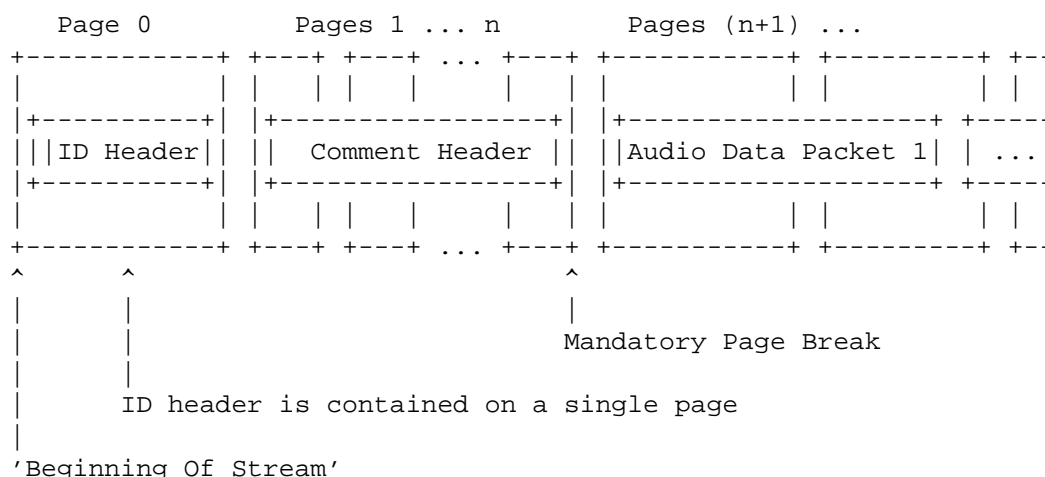 Page 0 Pages 1 ... n Pages (n+1) ...
+------------+ +---+ +---+ ... +---+ +-----------+ +---------+ +--
| | | | | | | | | | | | |
|+----------+| |+-----------------+| |+-------------------+ +-----
|||ID Header|| || Comment Header || ||Audio Data Packet 1| | ...
|+----------+| |+-----------------+| |+-------------------+ +-----
| | | | | | | | | | | | |
+------------+ +---+ +---+ ... +---+ +-----------+ +---------+ +--
^ ^ ^
| | |
| | Mandatory Page Break
| |
| ID header is contained on a single page
|
'Beginning Of Stream'